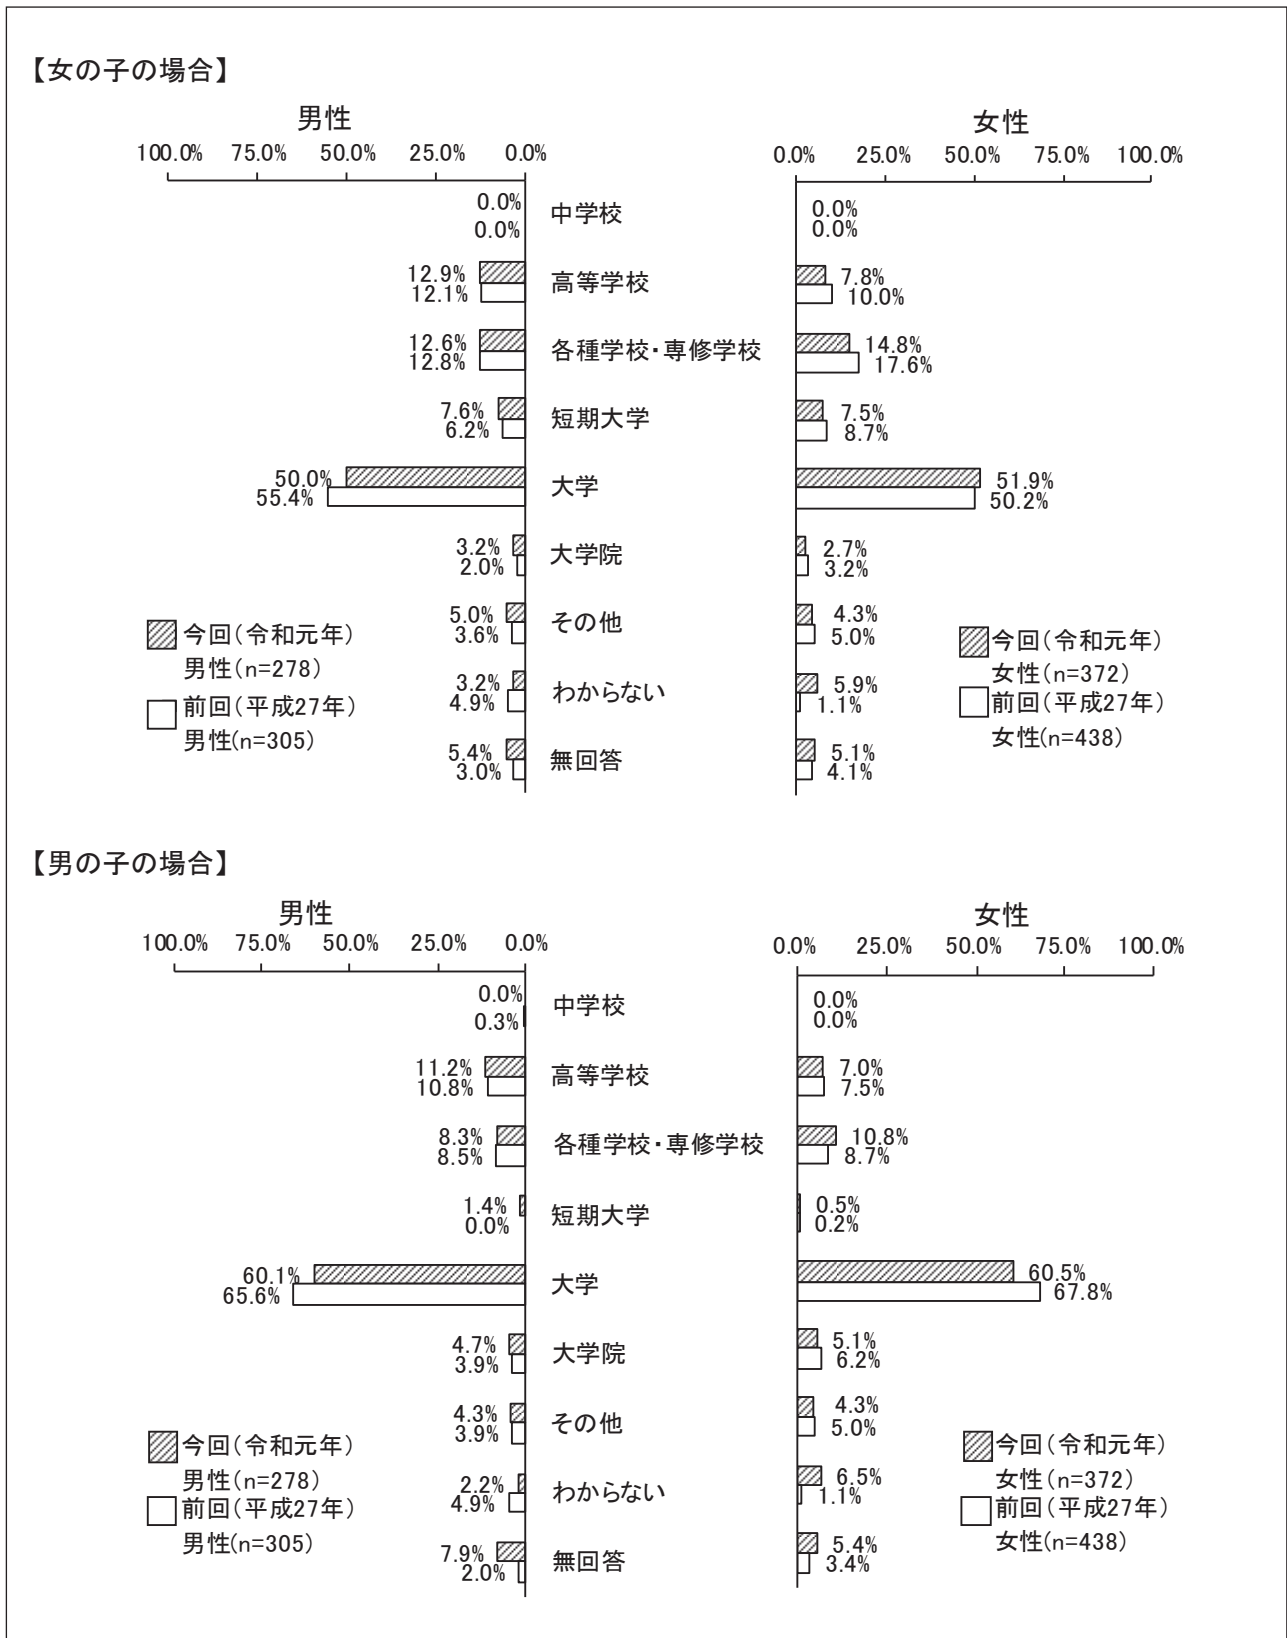 【女の子の場合】
男性
女性
100.0% 75.0% 50.0% 25.0% 0.0%
0.0% 25.0% 50.0% 75.0% 100.0%
0.0% 中学校 0.0%
0.0% 0.0%
12.9% 高等学校 7.8%
12.1% 10.0%
12.6% 各種学校・専修学校 14.8%
12.8% 17.6%
7.6% 短期大学 7.5%
6.2% 8.7%
50.0% 大学 51.9%
55.4% 50.2%
3.2% 大学院 2.7%
2.0% 3.2%
5.0% その他 4.3%
3.6% 5.0%
3.2% わからない 5.9%
4.9% 1.1%
5.4% 無回答 5.1%
3.0% 4.1%
今回(令和元年)
男性(n=278)
前回(平成27年)
男性(n=305)
今回(令和元年)
女性(n=372)
前回(平成27年)
女性(n=438)
【男の子の場合】
男性
女性
100.0% 75.0% 50.0% 25.0% 0.0%
0.0% 25.0% 50.0% 75.0% 100.0%
0.0% 中学校 0.0%
0.3% 0.0%
11.2% 高等学校 7.0%
10.8% 7.5%
8.3% 各種学校・専修学校 10.8%
8.5% 8.7%
1.4% 短期大学 0.5%
0.0% 0.2%
60.1% 大学 60.5%
65.6% 67.8%
4.7% 大学院 5.1%
3.9% 6.2%
4.3% その他 4.3%
3.9% 5.0%
2.2% わからない 6.5%
4.9% 1.1%
7.9% 無回答 5.4%
2.0% 3.4%
今回(令和元年)
男性(n=278)
前回(平成27年)
男性(n=305)
今回(令和元年)
女性(n=372)
前回(平成27年)
女性(n=438)